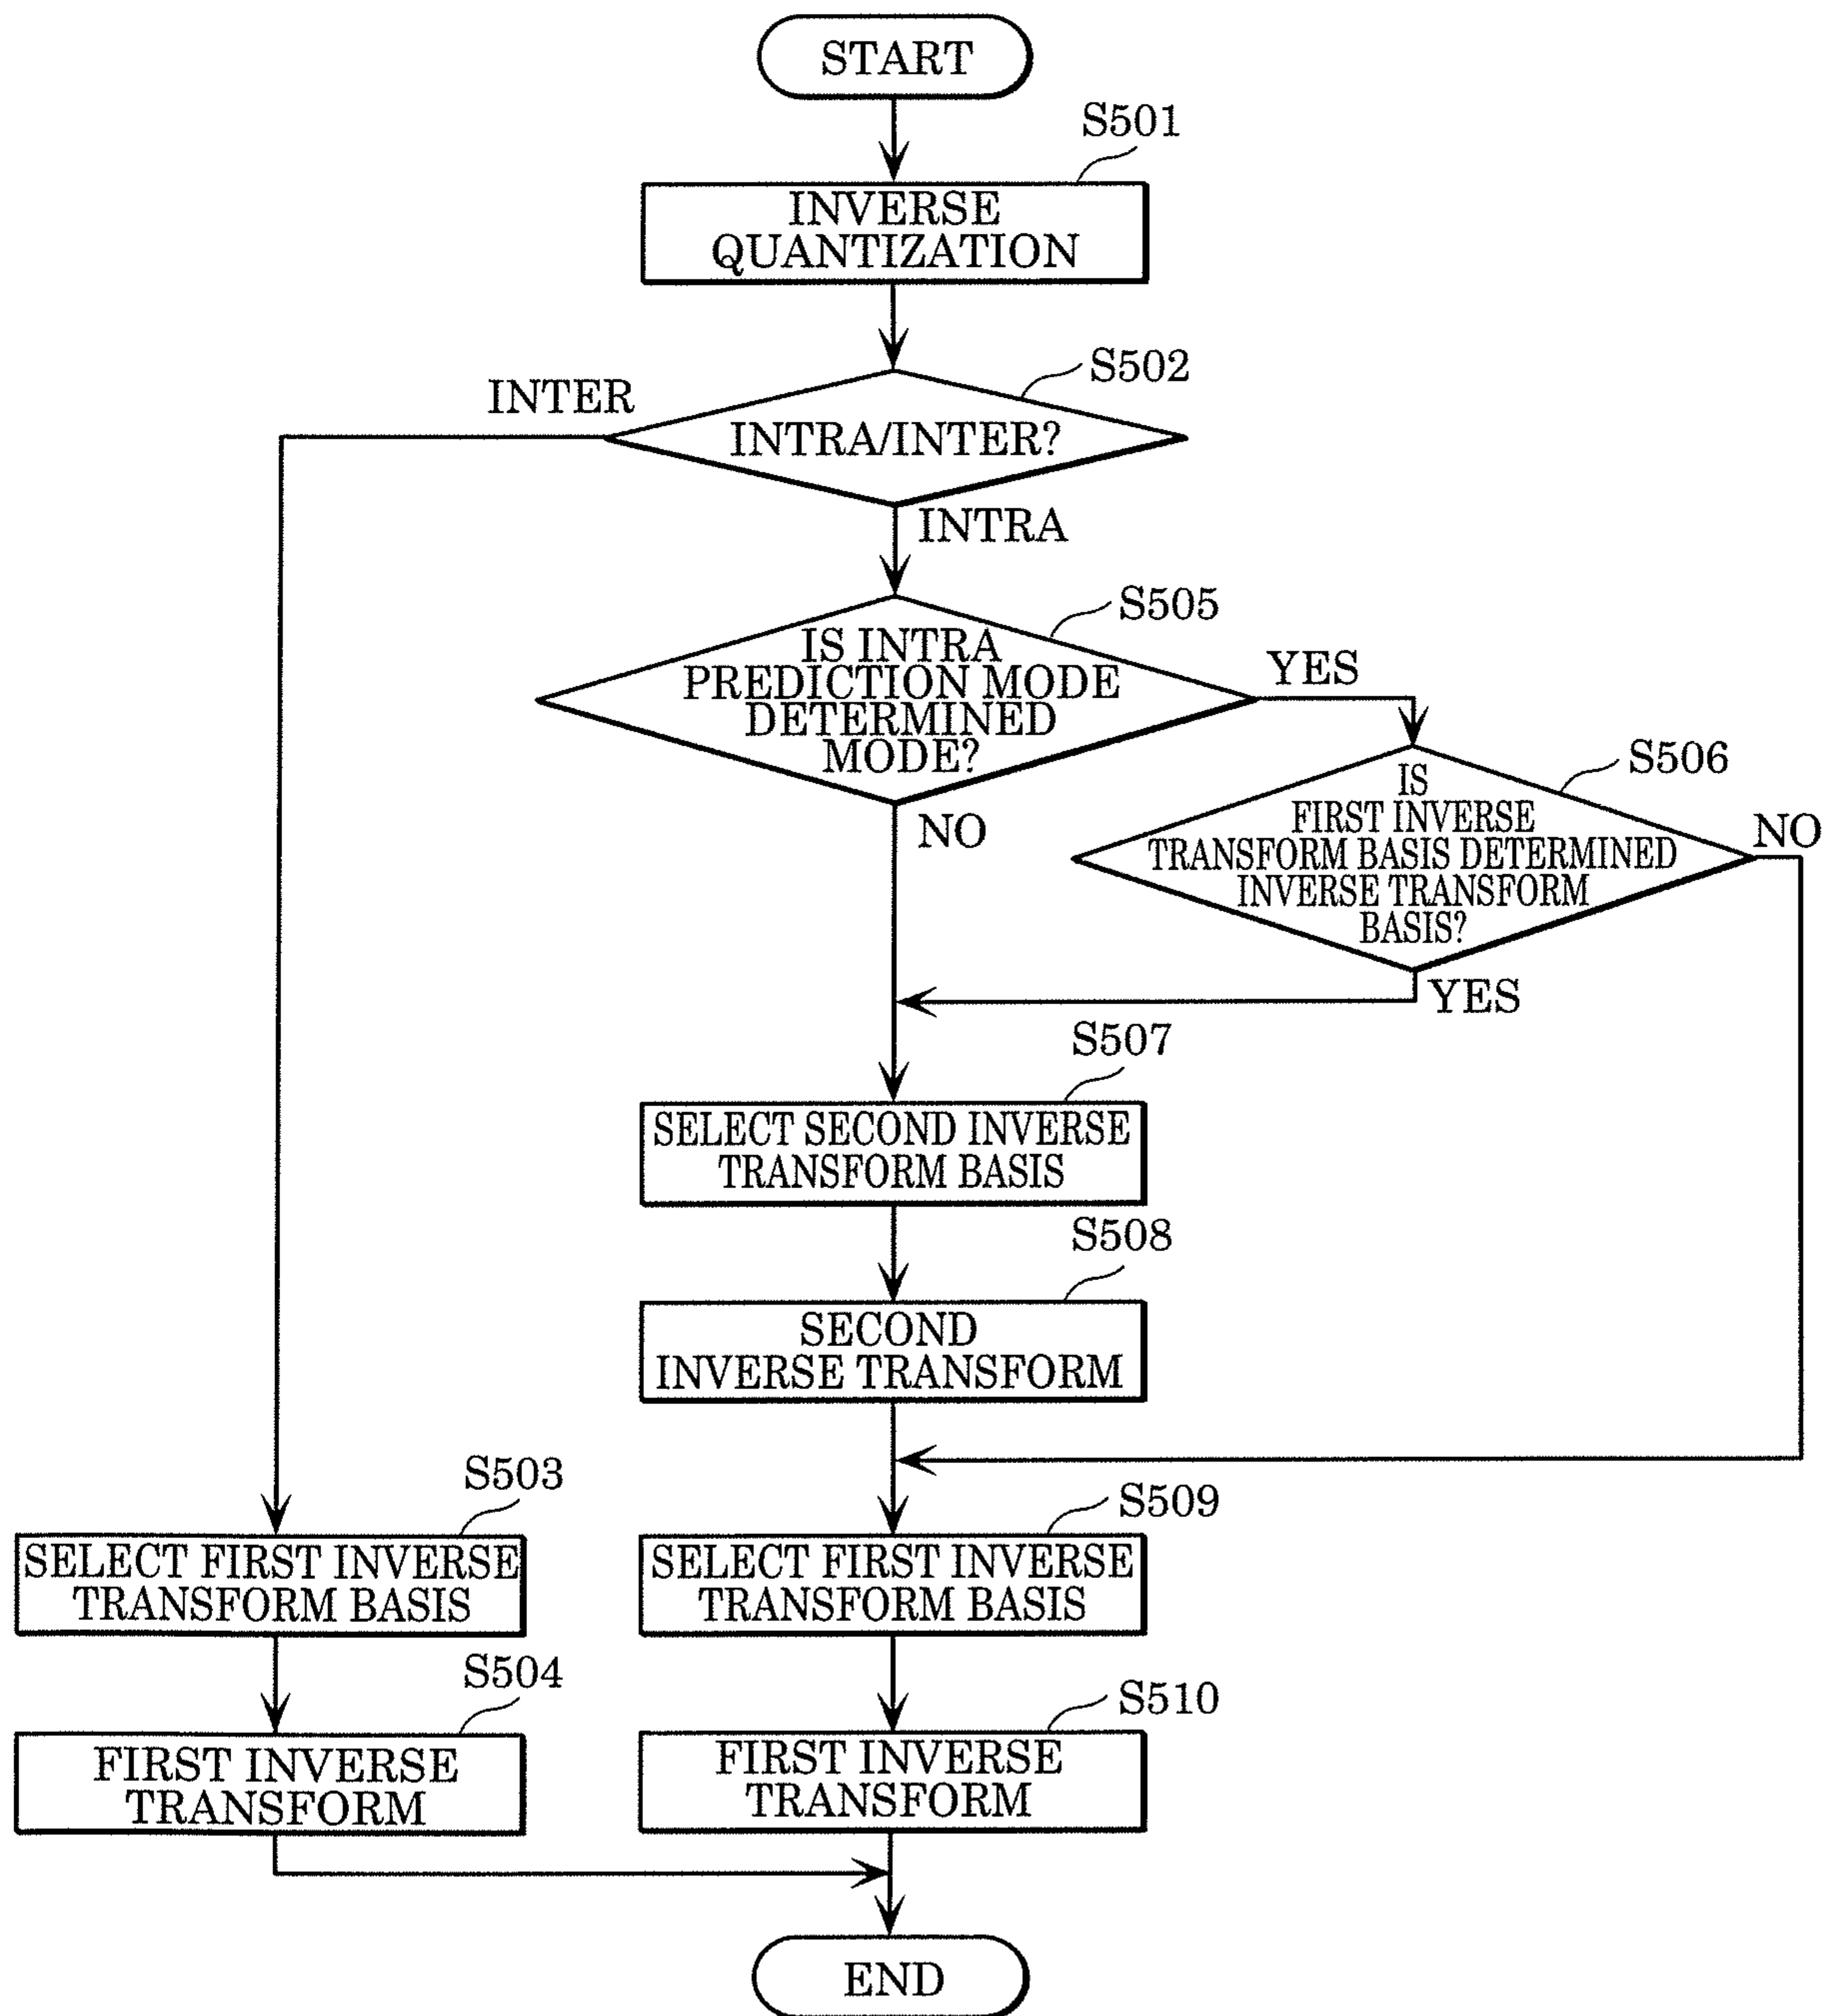 START
S501
INVERSE
QUANTIZATION
S502
INTER
INTRA/INTER?
INTRA
S505
IS INTRA
PREDICTION MODE
DETERMINED
MODE?
YES
NO
S506
IS
FIRST INVERSE
TRANSFORM BASIS DETERMINED
INVERSE TRANSFORM
BASIS?
NO
YES
S507
SELECT SECOND INVERSE
TRANSFORM BASIS
S508
SECOND
INVERSE TRANSFORM
S503
SELECT FIRST INVERSE
TRANSFORM BASIS
S509
SELECT FIRST INVERSE
TRANSFORM BASIS
S504
FIRST INVERSE
TRANSFORM
S510
FIRST INVERSE
TRANSFORM
END